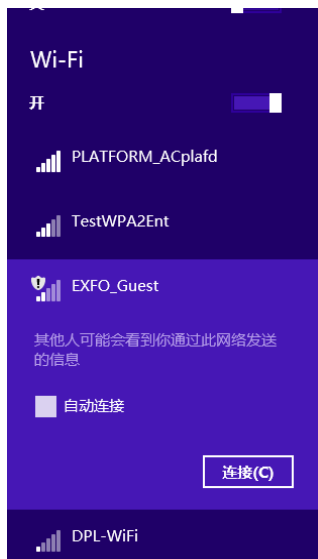 Wi-Fi
开
PLATFORM_ACplafd
TestWPA2Ent
EXFO_Guest
其他人可能会看到你通过此网络发送
的信息
自动连接
连接(C)
DPL-WiFi